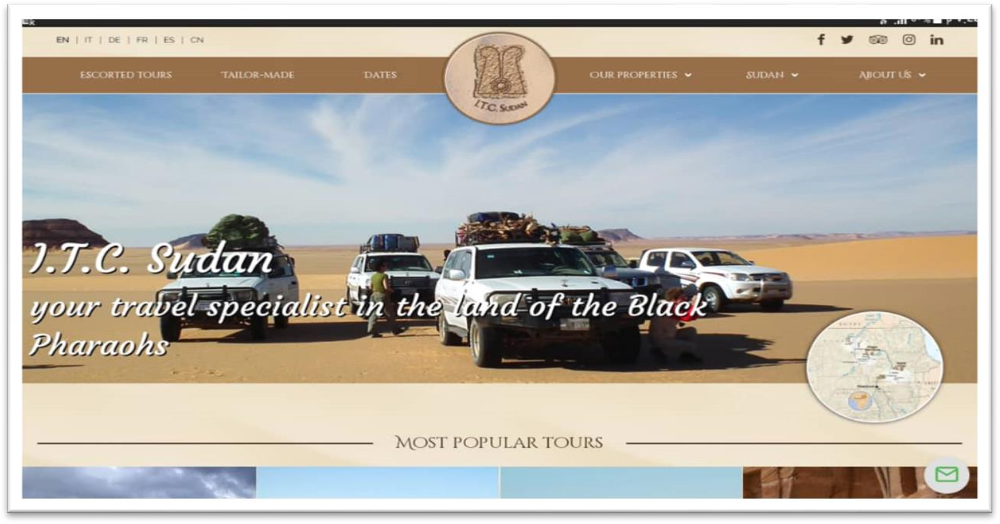 EN | IT | DE | FR | ES | CN
ESCORTED TOURS TAILOR-MADE DATES OUR PROPERTIES SUDAN ABOUT US
I.T.C. SUDAN
I.T.C. Sudan
your travel specialist in the land of the Black
Pharaohs
EGYPT
MOST POPULAR TOURS